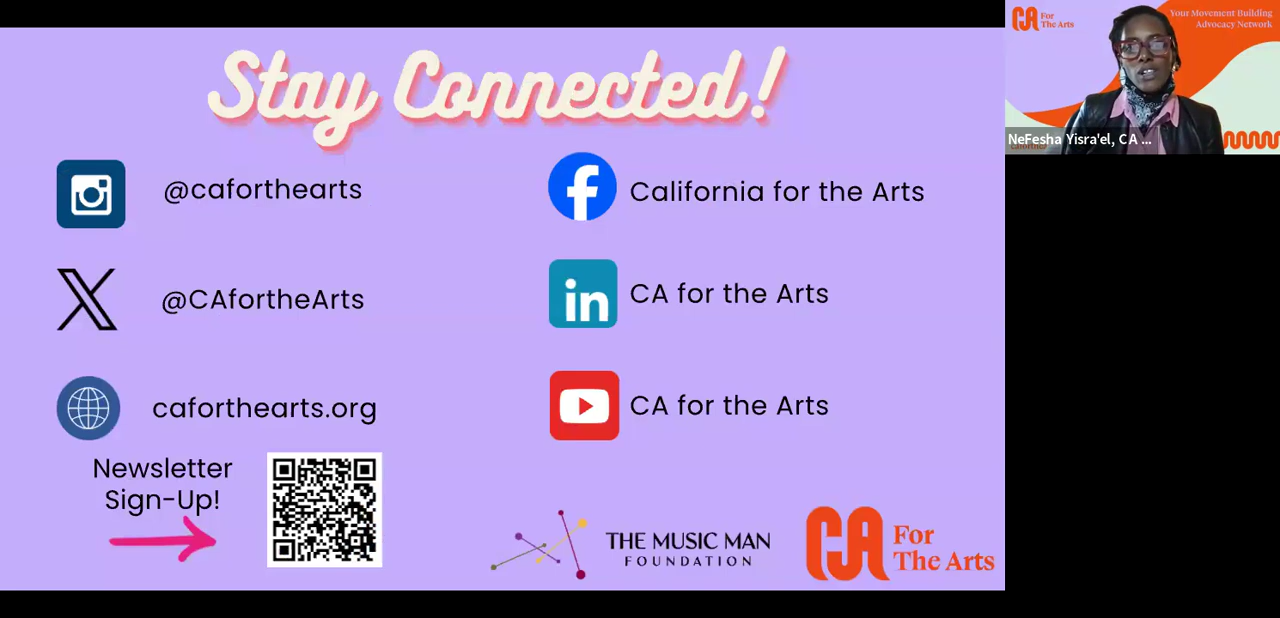 Stay Connected!
@caforthearts
California for the Arts
@CAfortheArts
CA for the Arts
caforthearts.org
CA for the Arts
Newsletter
Sign-Up!
THE MUSIC MAN
FOUNDATION
CA For
The Arts
CA For
The Arts
Your Movement Building
Advocacy Network
NeFesha Yisra'el, CA ...